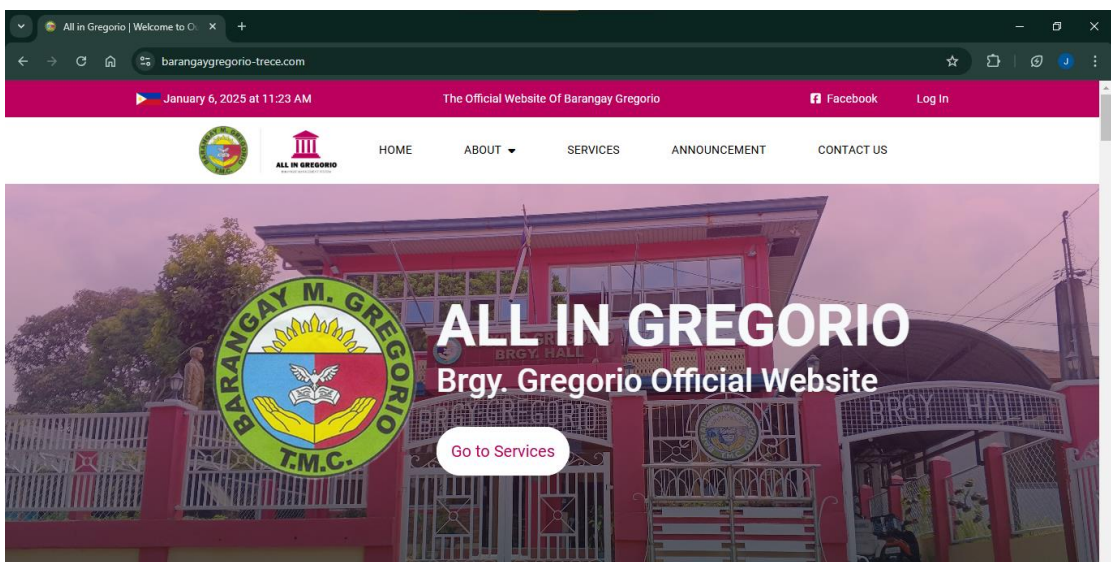 All in Gregorio | Welcome to O
barangaygregorio-trece.com
J
January 6, 2025 at 11:23 AM
The Official Website Of Barangay Gregorio
Facebook
Log In
BARANGAY M. GREGORIO
T.M.C.
ALL IN GREGORIO
HOME
ABOUT
SERVICES
ANNOUNCEMENT
CONTACT US
BARANGAY M. GREGORIO
T.M.C.
ALL IN GREGORIO
BRGY. HALL
Brgy. Gregorio Official Website
BRGY HALL
Go to Services